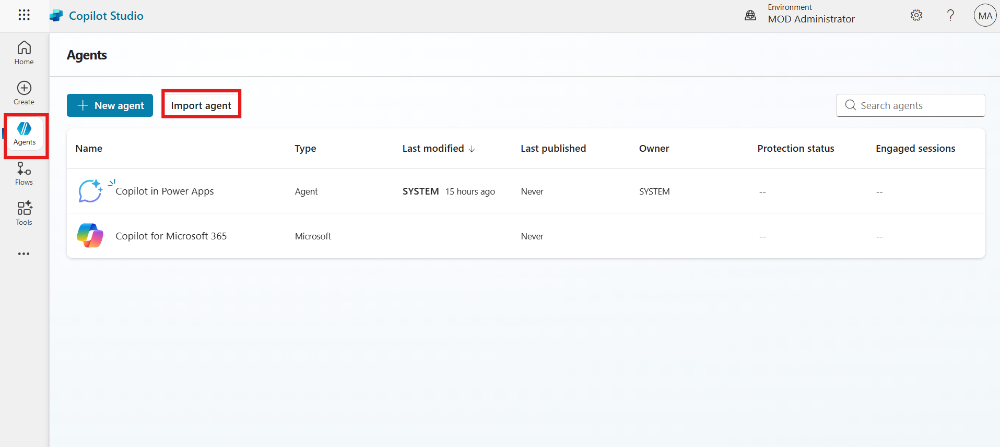 Copilot Studio
Environment
MOD Administrator
?
MA
Home
Create
Agents
Flows
Tools
Agents
New agent
Import agent
Search agents
Name Type Last modified ↓ Last published Owner Protection status Engaged sessions
Copilot in Power Apps Agent SYSTEM 15 hours ago Never SYSTEM -- --
Copilot for Microsoft 365 Microsoft Never -- --